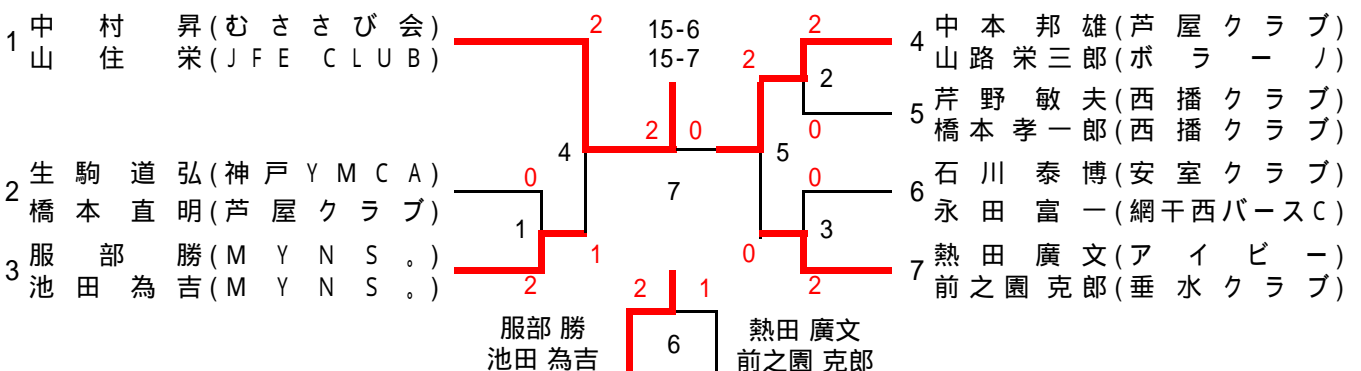 1 中村 昇(むささび会)
山住 栄(JFE CLUB)
2 生駒 道弘(神戸YMCA)
橋本 直明(芦屋クラブ)
3 服部 勝(MYNS。)
池田 為吉(MYNS。)
2
4
0
1
2
1
15-6
15-7
2 0
7
2 1
6
服部 勝
池田 為吉
熱田 廣文
前之園 克郎
2
2
2
0
5
0
3
0
2
4 中本 邦雄(芦屋クラブ)
山路 栄三郎(ボラーノ)
5 芹野 敏夫(西播クラブ)
橋本 孝一郎(西播クラブ)
6 石川 泰博(安室クラブ)
永田 富一(網干西バースC)
7 熱田 廣文(アイビー)
前之園 克郎(垂水クラブ)